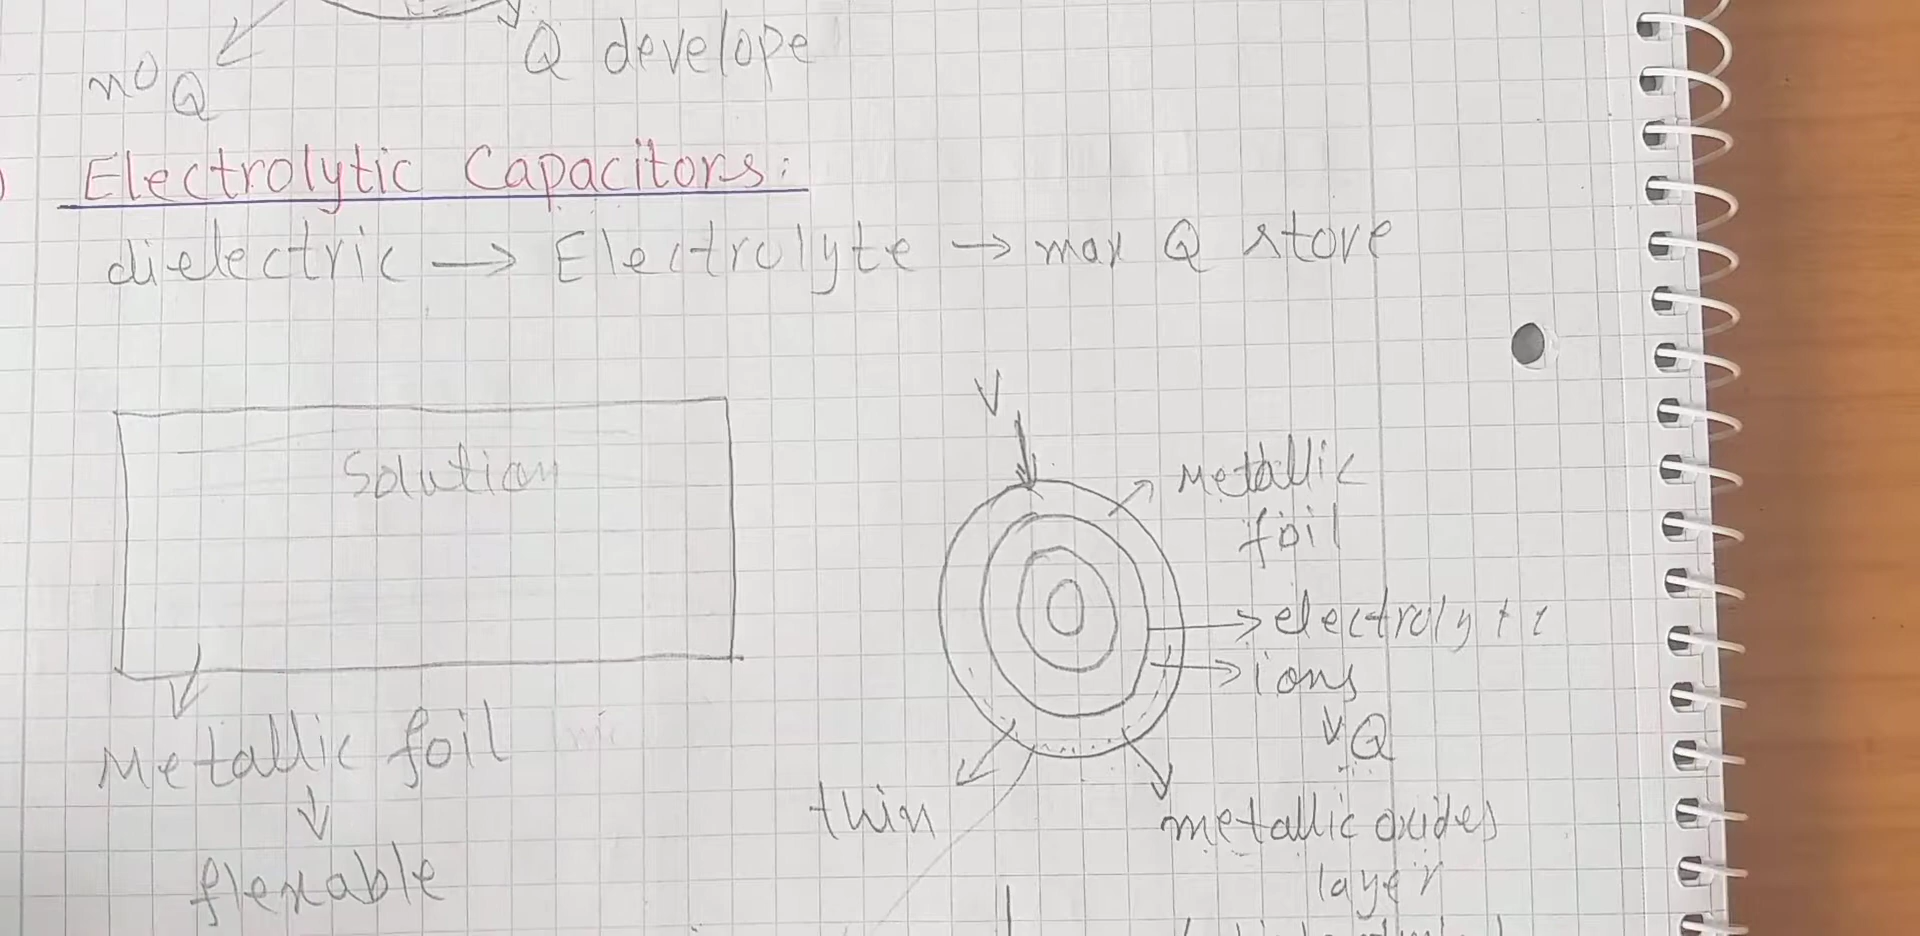 Q develope
no Q
Electrolytic Capacitors:
dielectric → Electrolyte → max Q store
V
Solution
Metallic
foil
electrolyte
ions
Q
Metallic foil
thin
metallic oxides
layer
flexable